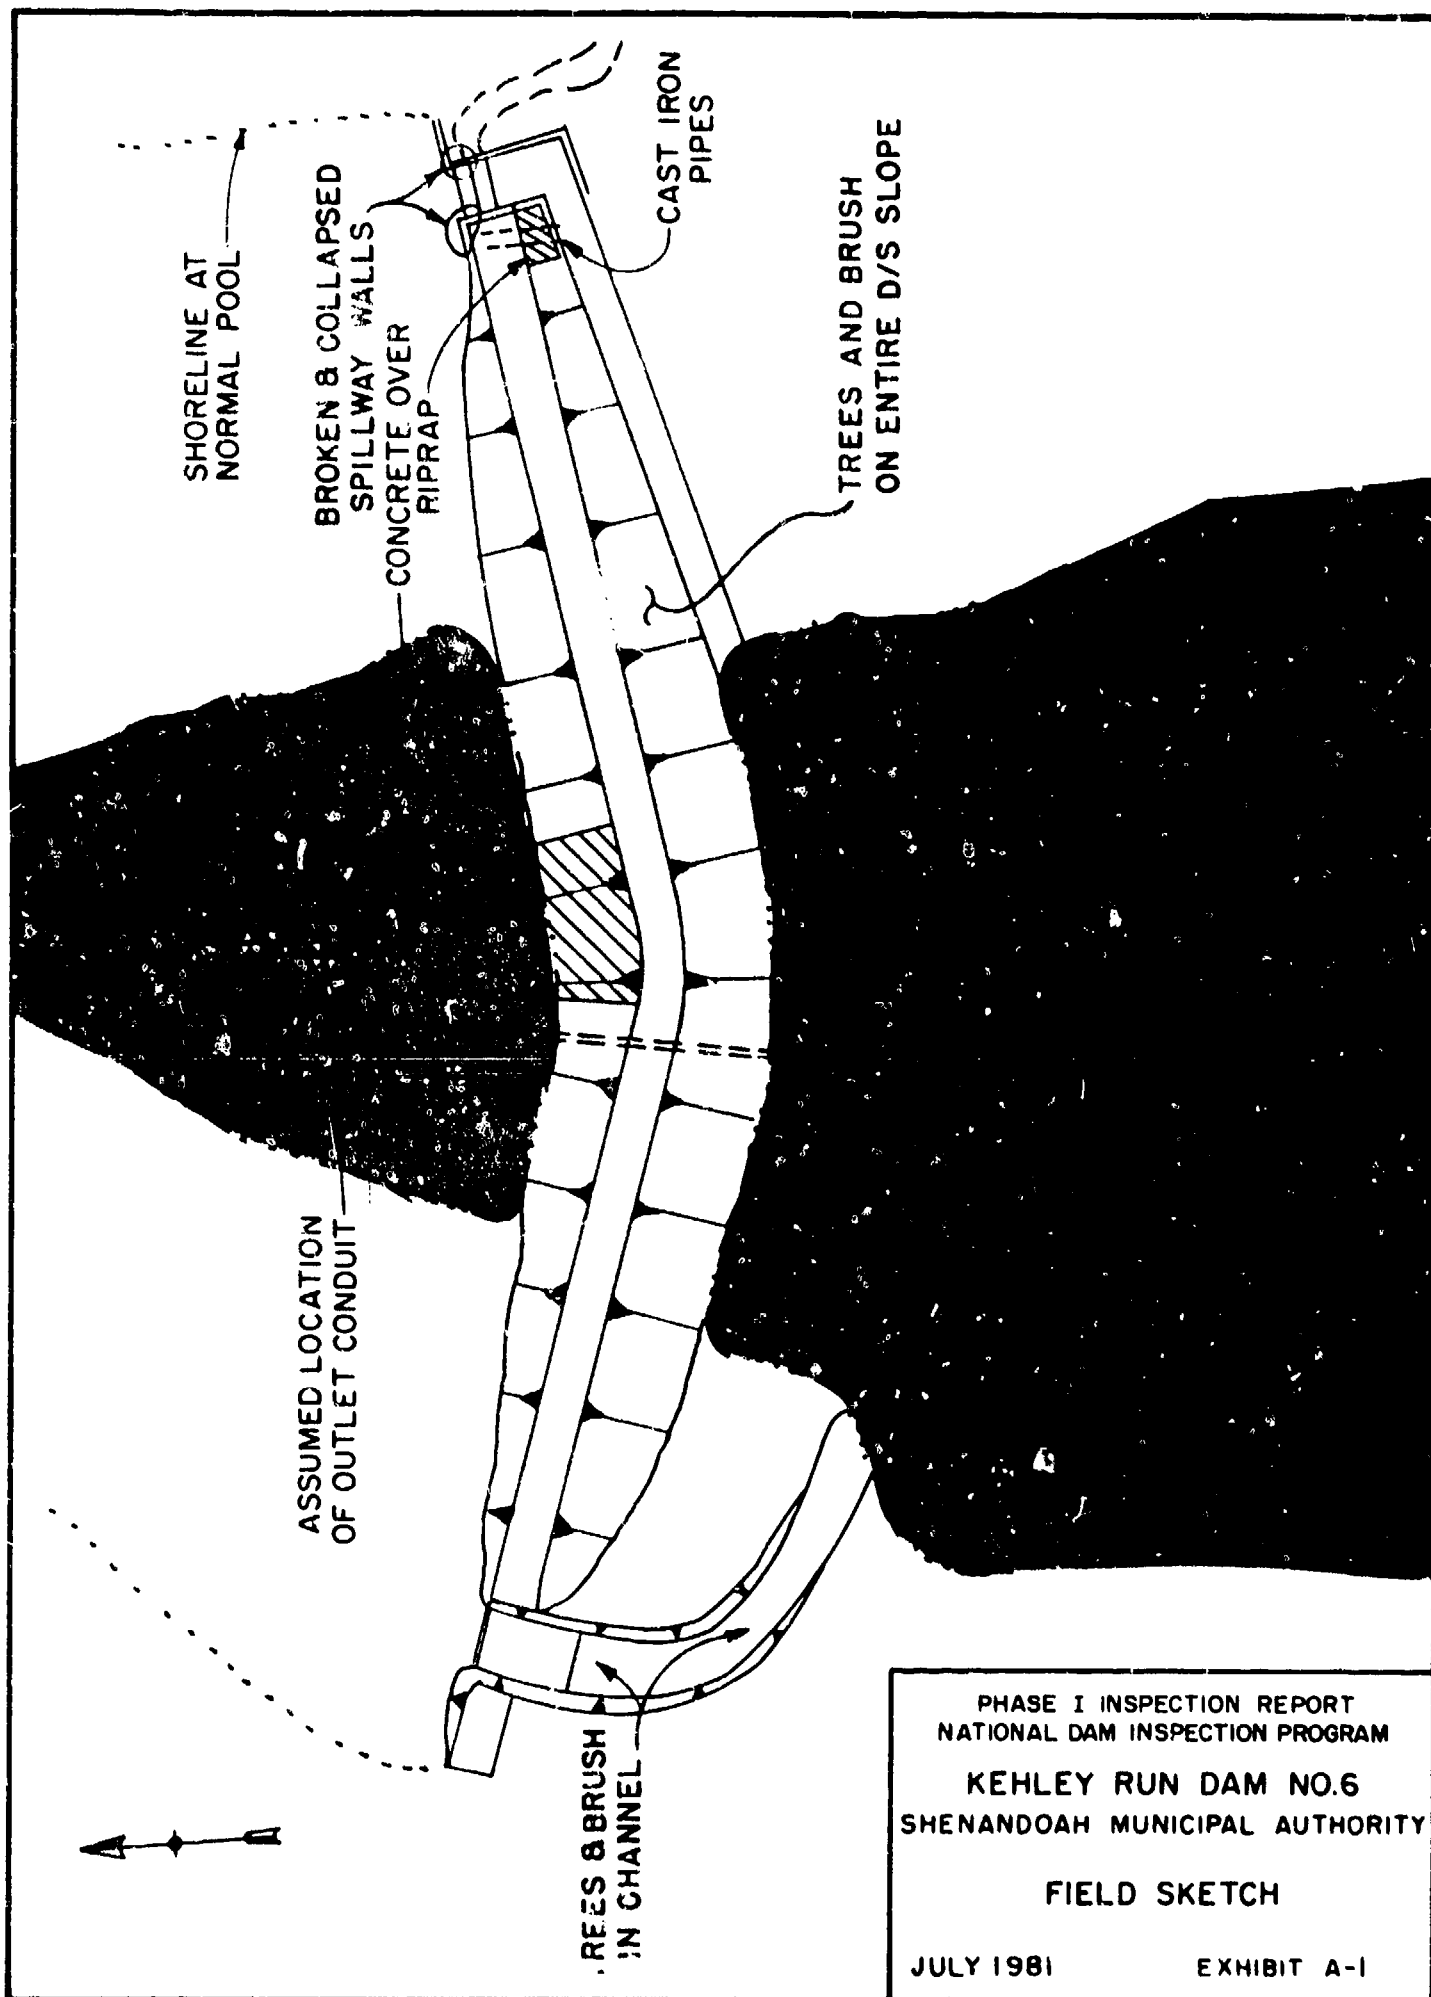 SHORELINE AT
NORMAL POOL
BROKEN & COLLAPSED
SPILLWAY WALLS
CONCRETE OVER
RIPRAP
CAST IRON
PIPES
TREES AND BRUSH
ON ENTIRE D/S SLOPE
ASSUMED LOCATION
OF OUTLET CONDUIT
REES & BRUSH
IN CHANNEL
PHASE I INSPECTION REPORT
NATIONAL DAM INSPECTION PROGRAM
KEHLEY RUN DAM NO.6
SHENANDOAH MUNICIPAL AUTHORITY
FIELD SKETCH
JULY 1981 EXHIBIT A-1